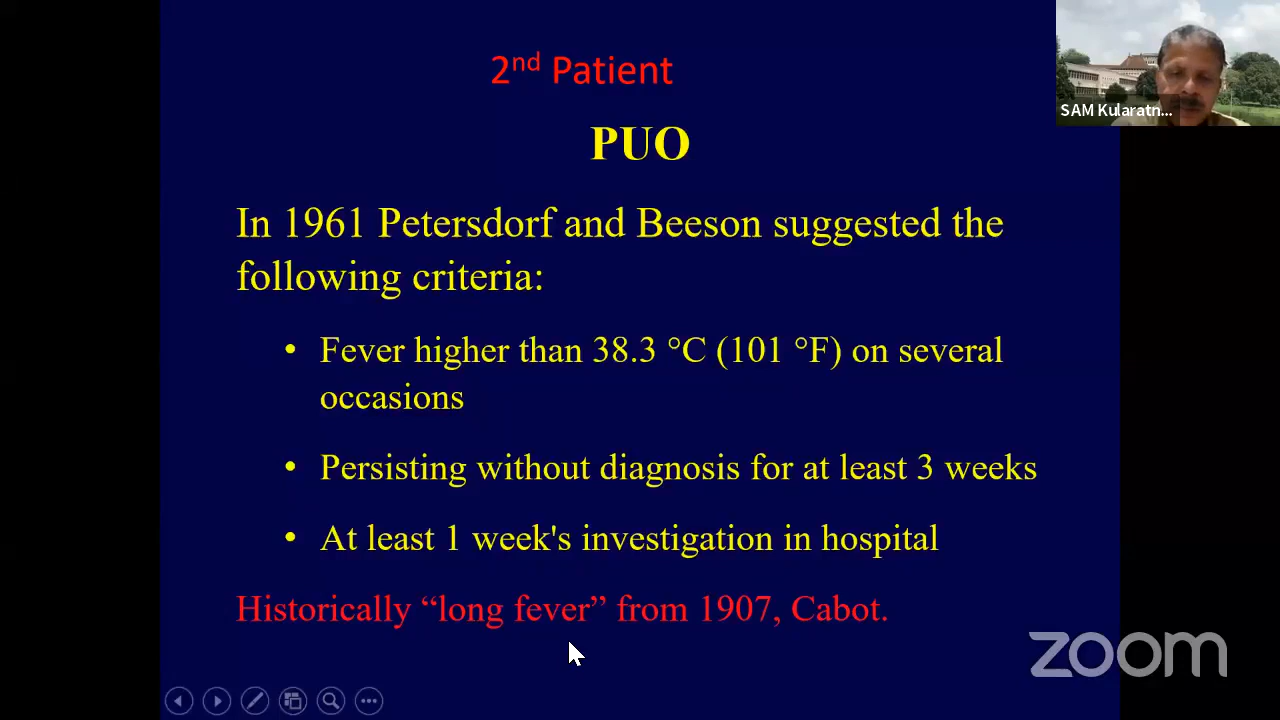 2nd Patient
SAM Kularatn...
PUO
In 1961 Petersdorf and Beeson suggested the
following criteria:
• Fever higher than 38.3 °C (101 °F) on several
occasions
• Persisting without diagnosis for at least 3 weeks
• At least 1 week's investigation in hospital
Historically “long fever” from 1907, Cabot.
zoom